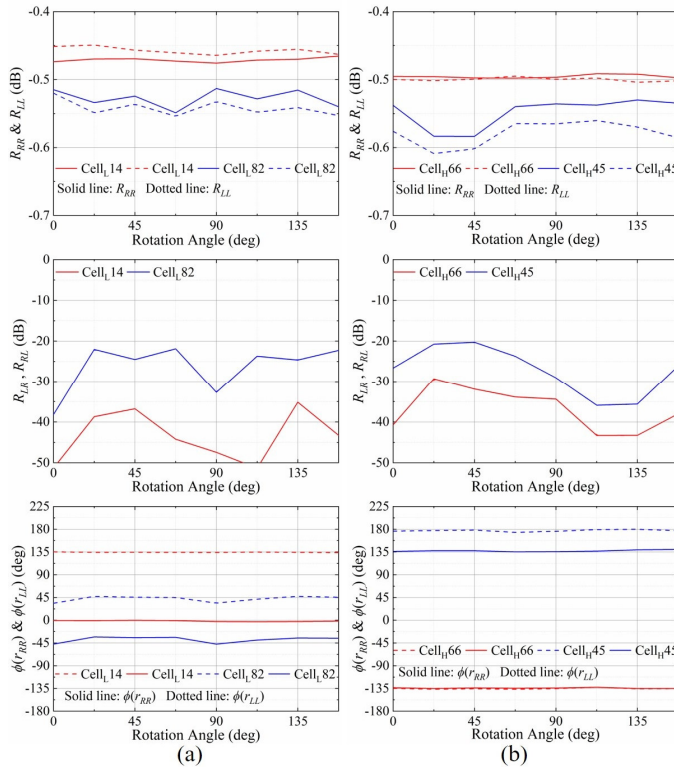 -0.4
-0.5
-0.6
-0.7
R_RR & R_LL (dB)
Cell_L14 Cell_L14 Cell_L82 Cell_L82
Solid line: R_RR Dotted line: R_LL
0 45 90 135
Rotation Angle (deg)
-0.4
-0.5
-0.6
-0.7
R_RR & R_LL (dB)
Cell_H66 Cell_H66 Cell_H45 Cell_H45
Solid line: R_RR Dotted line: R_LL
0 45 90 135
Rotation Angle (deg)
0
-10
-20
-30
-40
-50
R_LR , R_RL (dB)
Cell_L14 Cell_L82
0 45 90 135
Rotation Angle (deg)
0
-10
-20
-30
-40
-50
R_LR , R_RL (dB)
Cell_H66 Cell_H45
0 45 90 135
Rotation Angle (deg)
225
180
135
90
45
0
-45
-90
-135
-180
ϕ(r_RR) & ϕ(r_LL) (deg)
Cell_L14 Cell_L14 Cell_L82 Cell_L82
Solid line: ϕ(r_RR) Dotted line: ϕ(r_LL)
0 45 90 135
Rotation Angle (deg)
(a)
225
180
135
90
45
0
-45
-90
-135
-180
ϕ(r_RR) & ϕ(r_LL) (deg)
Cell_H66 Cell_H66 Cell_H45 Cell_H45
Solid line: ϕ(r_RR) Dotted line: ϕ(r_LL)
0 45 90 135
Rotation Angle (deg)
(b)